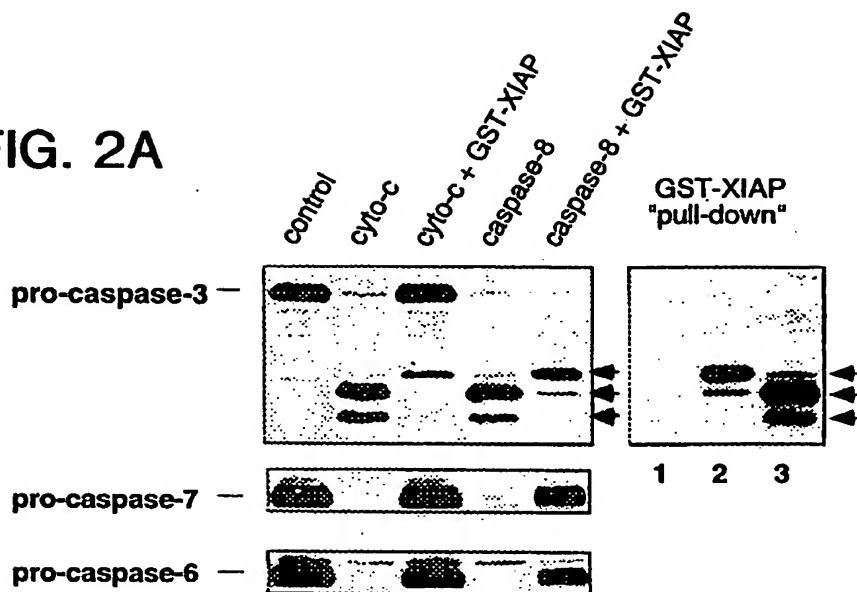 FIG. 2A
control
cyto-c
cyto-c + GST-XIAP
caspase-8
caspase-8 + GST-XIAP
GST-XIAP
"pull-down"
pro-caspase-3
1 2 3
pro-caspase-7
pro-caspase-6